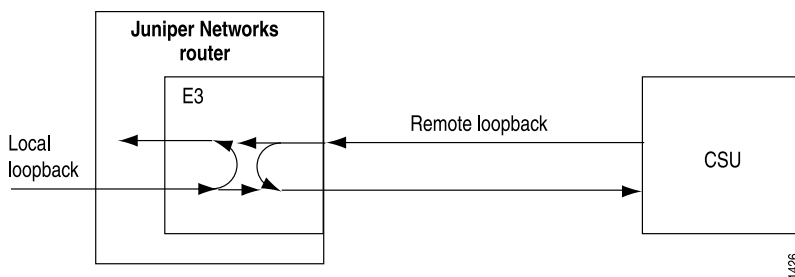 Juniper Networks
router
E3
Local
loopback
Remote loopback
CSU